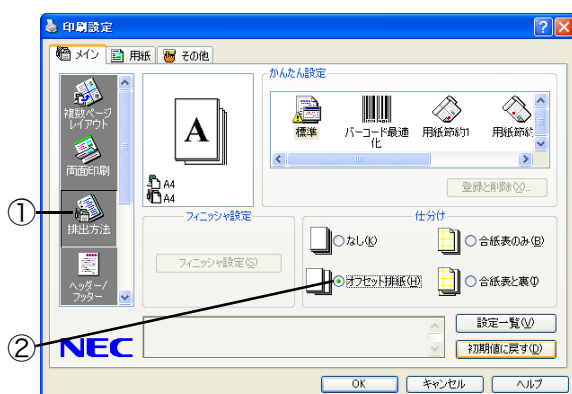 印刷設定
メイン
用紙
その他
複数ページ
レイアウト
両面印刷
①
排出方法
ヘッダー/
フッター
A
A4
A4
かんたん設定
標準
バーコード最適
化
用紙節約1
用紙節約
登録と削除(X)...
フィニッシャ設定
フィニッシャ設定(S)
仕分け
なし(K)
合紙表のみ(B)
オフセット排紙(H)
合紙表と裏(I)
②
NEC
設定一覧(V)
初期値に戻す(D)
OK
キャンセル
ヘルプ